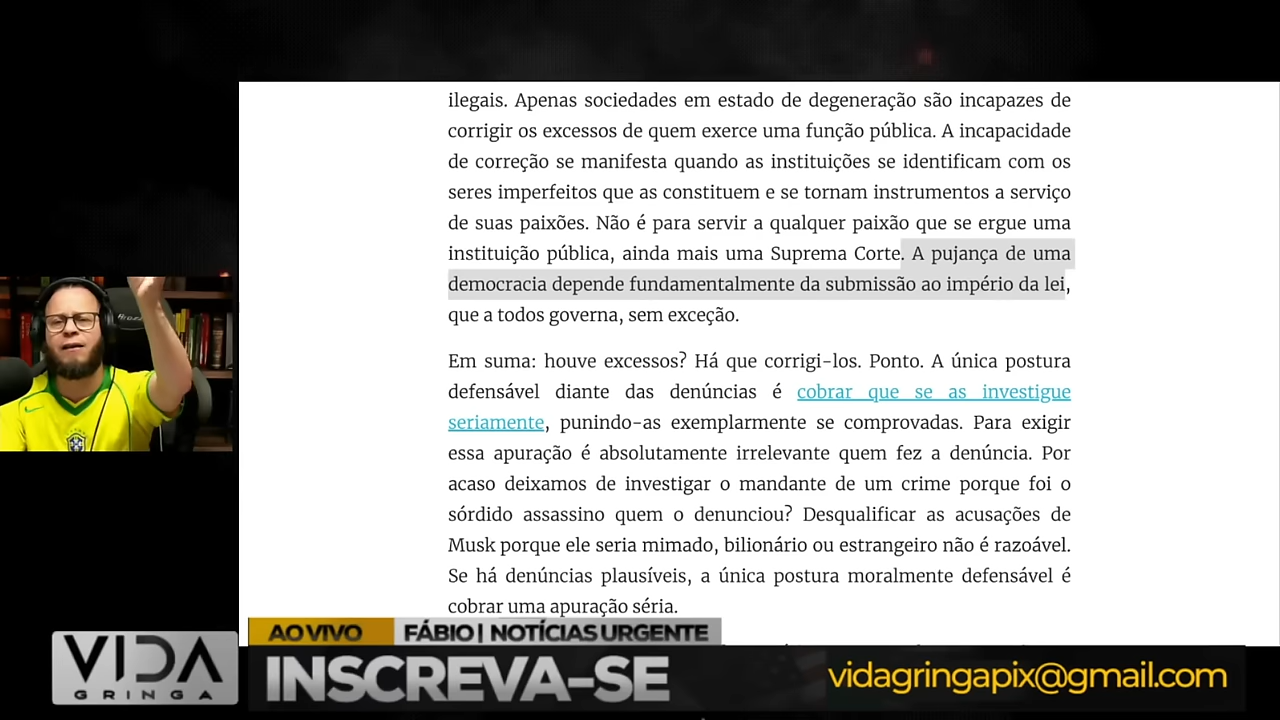 ilegais. Apenas sociedades em estado de degeneração são incapazes de
corrigir os excessos de quem exerce uma função pública. A incapacidade
de correção se manifesta quando as instituições se identificam com os
seres imperfeitos que as constituem e se tornam instrumentos a serviço
de suas paixões. Não é para servir a qualquer paixão que se ergue uma
instituição pública, ainda mais uma Suprema Corte. A pujança de uma
democracia depende fundamentalmente da submissão ao império da lei,
que a todos governa, sem exceção.
Em suma: houve excessos? Há que corrigi-los. Ponto. A única postura
defensável diante das denúncias é cobrar que se as investigue
seriamente, punindo-as exemplarmente se comprovadas. Para exigir
essa apuração é absolutamente irrelevante quem fez a denúncia. Por
acaso deixamos de investigar o mandante de um crime porque foi o
sórdido assassino quem o denunciou? Desqualificar as acusações de
Musk porque ele seria mimado, bilionário ou estrangeiro não é razoável.
Se há denúncias plausíveis, a única postura moralmente defensável é
cobrar uma apuração séria.
AO VIVO FÁBIO | NOTÍCIAS URGENTE
VIDA
GRINGA
INSCREVA-SE
vidagringapix@gmail.com